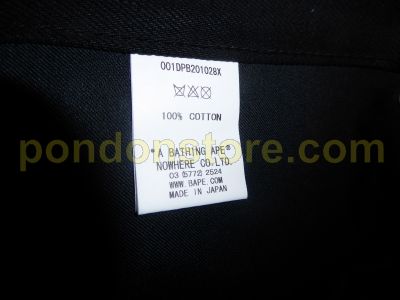 001DPB201028X
100% COTTON
pondonstore.com
"A BATHING APE"
NOWHERE CO.LTD.
03 (5772) 2524
WWW.BAPE.COM
MADE IN JAPAN